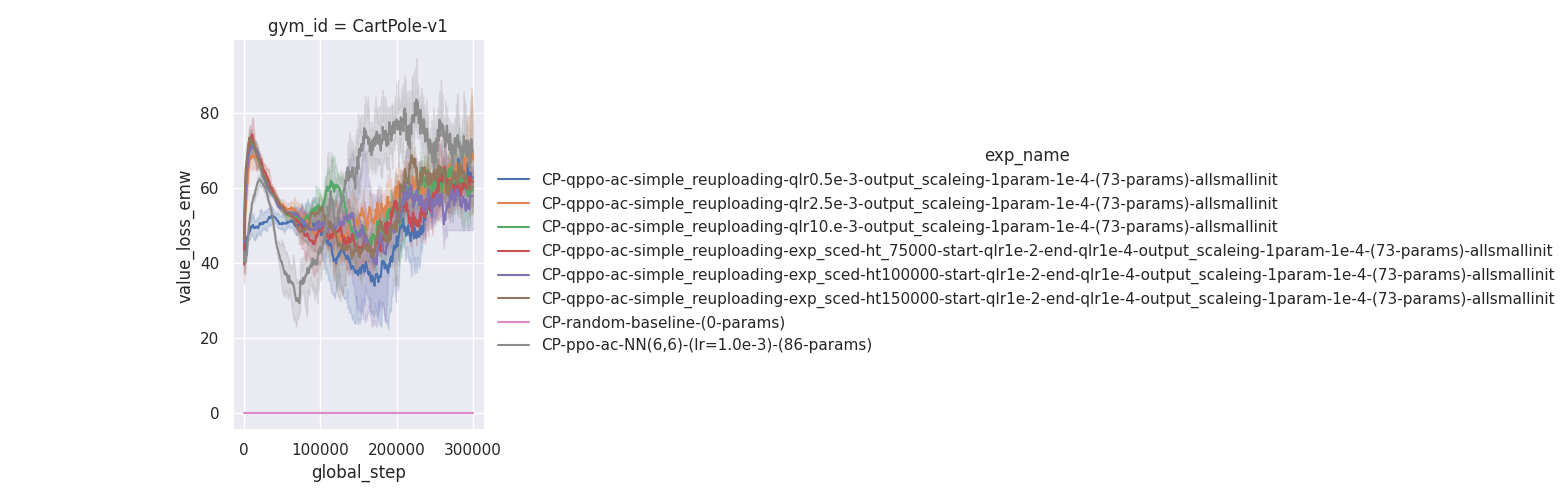 gym_id = CartPole-v1
value_loss_emw
80
60
40
20
0
0 100000 200000 300000
global_step
exp_name
CP-qppo-ac-simple_reuploading-qlr0.5e-3-output_scaleing-1param-1e-4-(73-params)-allsmallinit
CP-qppo-ac-simple_reuploading-qlr2.5e-3-output_scaleing-1param-1e-4-(73-params)-allsmallinit
CP-qppo-ac-simple_reuploading-qlr10.e-3-output_scaleing-1param-1e-4-(73-params)-allsmallinit
CP-qppo-ac-simple_reuploading-exp_sced-ht_75000-start-qlr1e-2-end-qlr1e-4-output_scaleing-1param-1e-4-(73-params)-allsmallinit
CP-qppo-ac-simple_reuploading-exp_sced-ht100000-start-qlr1e-2-end-qlr1e-4-output_scaleing-1param-1e-4-(73-params)-allsmallinit
CP-qppo-ac-simple_reuploading-exp_sced-ht150000-start-qlr1e-2-end-qlr1e-4-output_scaleing-1param-1e-4-(73-params)-allsmallinit
CP-random-baseline-(0-params)
CP-ppo-ac-NN(6,6)-(lr=1.0e-3)-(86-params)